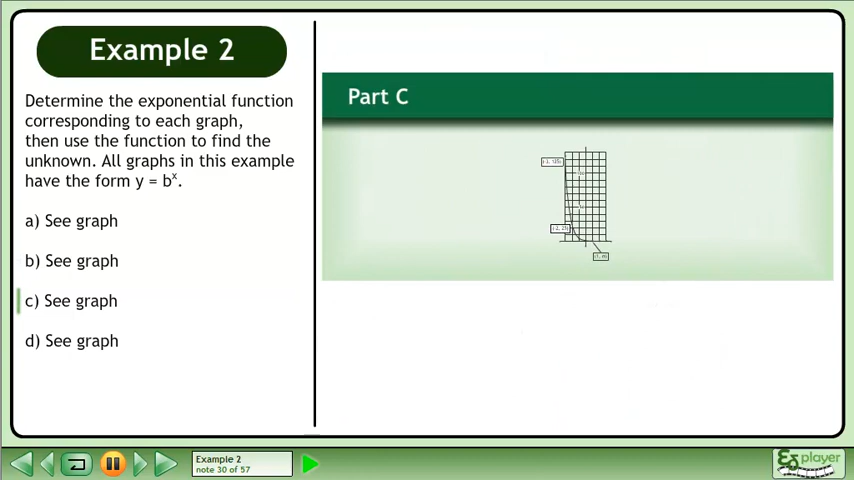 Example 2
Determine the exponential function
corresponding to each graph,
then use the function to find the
unknown. All graphs in this example
have the form y = bˣ.
a) See graph
b) See graph
c) See graph
d) See graph
Part C
Example 2
note 30 of 57
player